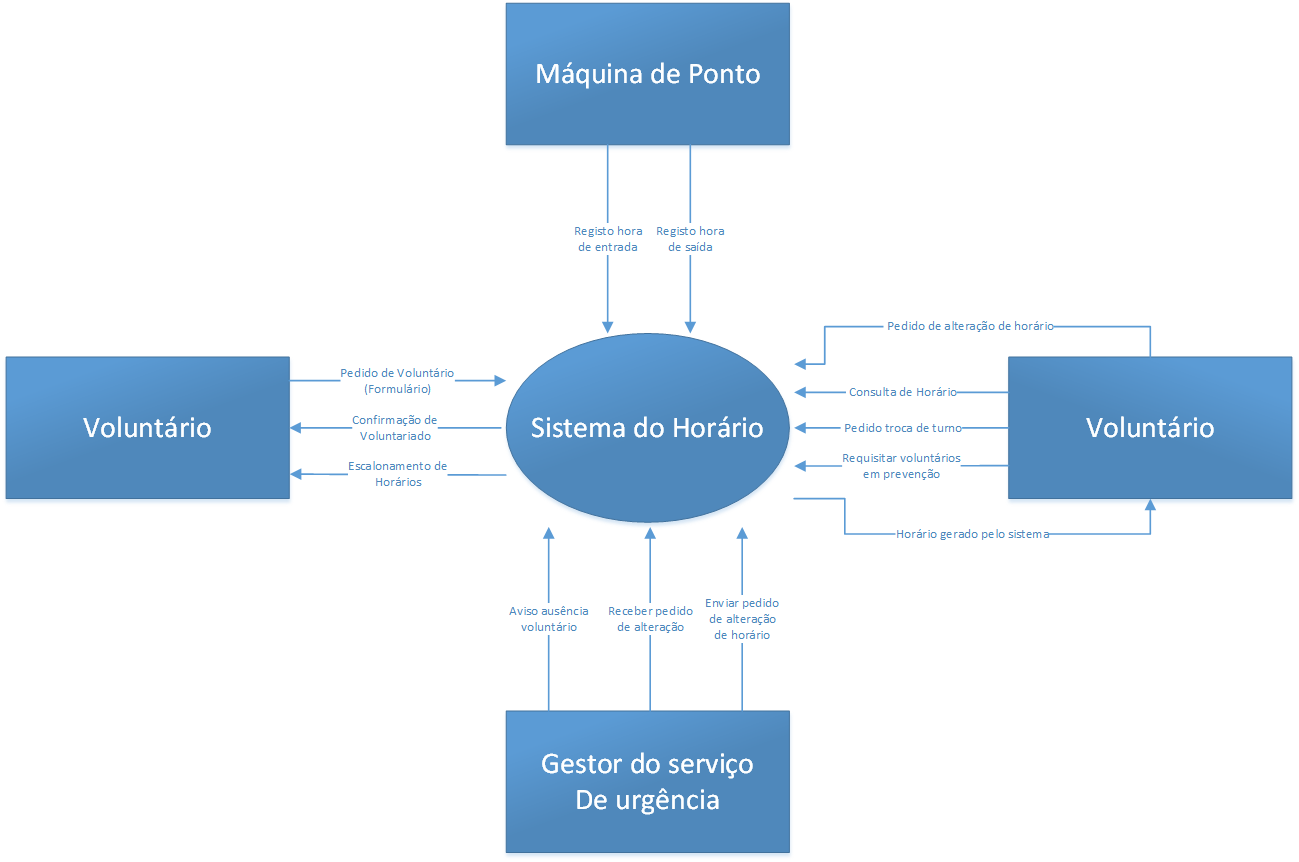 Máquina de Ponto
Registo hora
de entrada
Registo hora
de saída
Pedido de alteração de horário
Voluntário
Pedido de Voluntário
(Formulário)
Confirmação de
Voluntariado
Escalonamento de
Horários
Sistema do Horário
Consulta de Horário
Pedido troca de turno
Requisitar voluntários
em prevenção
Horário gerado pelo sistema
Voluntário
Aviso ausência
voluntário
Receber pedido
de alteração
Enviar pedido
de alteração
de horário
Gestor do serviço
De urgência